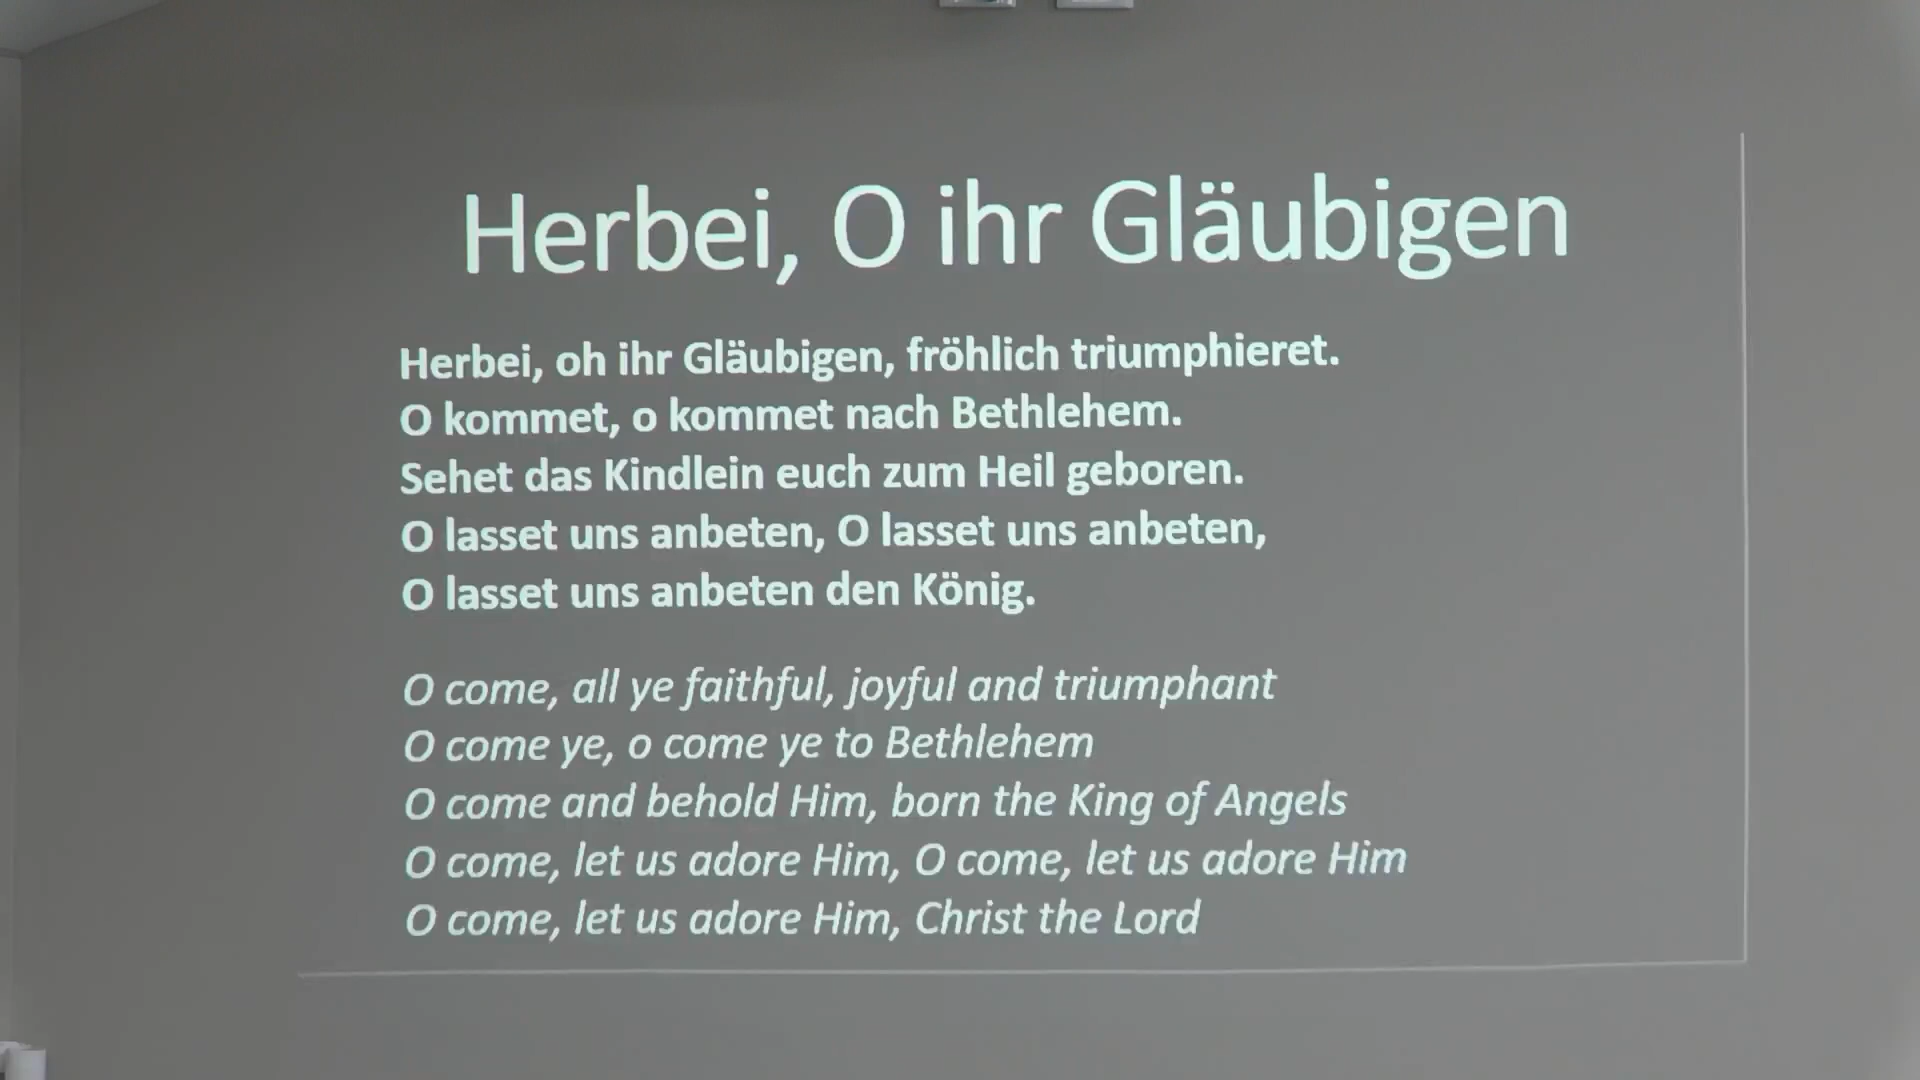 Herbei, O ihr Gläubigen
Herbei, oh ihr Gläubigen, fröhlich triumphieret.
O kommet, o kommet nach Bethlehem.
Sehet das Kindlein euch zum Heil geboren.
O lasset uns anbeten, O lasset uns anbeten,
O lasset uns anbeten den König.
O come, all ye faithful, joyful and triumphant
O come ye, o come ye to Bethlehem
O come and behold Him, born the King of Angels
O come, let us adore Him, O come, let us adore Him
O come, let us adore Him, Christ the Lord